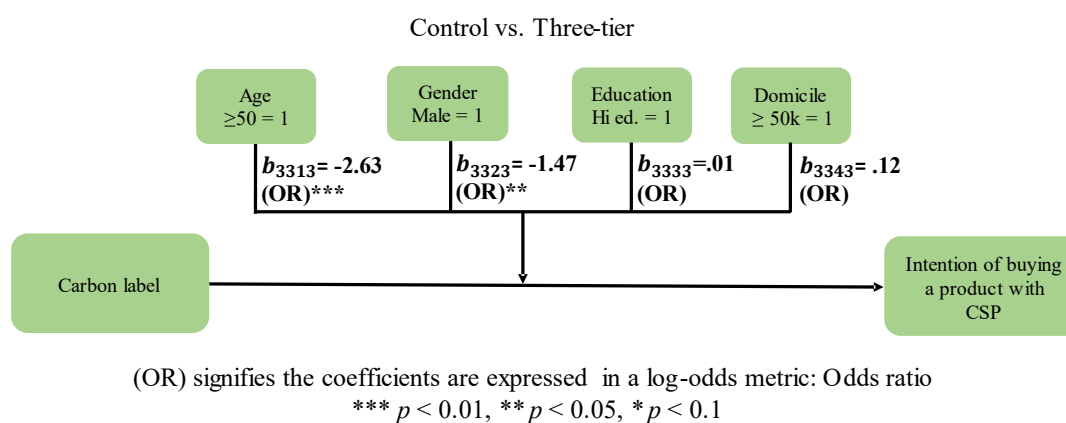 Control vs. Three-tier
Age
≥50 = 1
Gender
Male = 1
Education
Hi ed. = 1
Domicile
≥ 50k = 1
b3313= -2.63
(OR)***
b3323= -1.47
(OR)**
b3333=.01
(OR)
b3343= .12
(OR)
Carbon label
Intention of buying
a product with
CSP
(OR) signifies the coefficients are expressed in a log-odds metric: Odds ratio
*** p < 0.01, ** p < 0.05, * p < 0.1